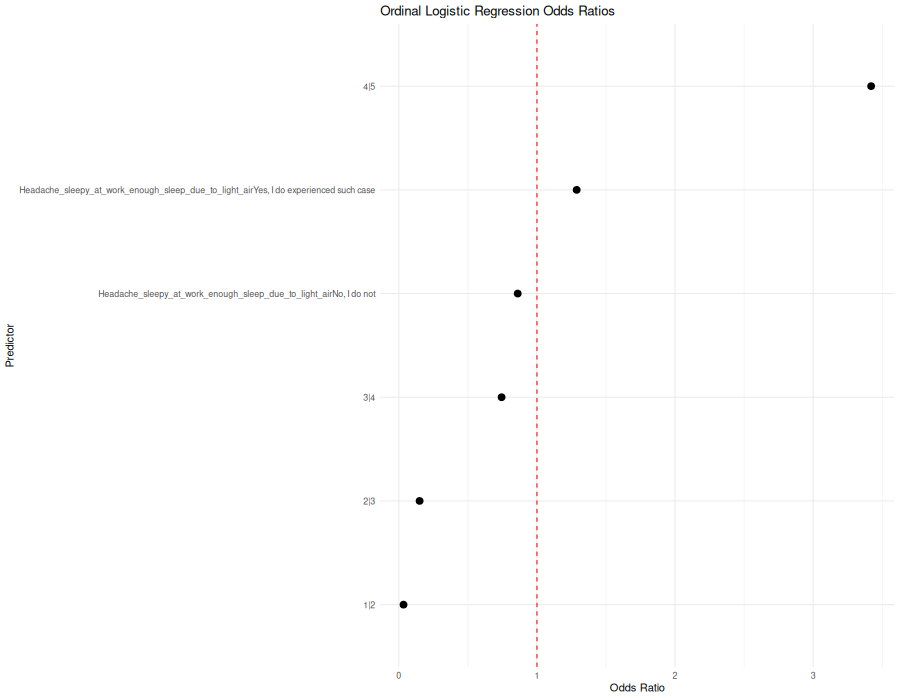 Ordinal Logistic Regression Odds Ratios
4|5
Headache_sleepy_at_work_enough_sleep_due_to_light_airYes, I do experienced such case
Headache_sleepy_at_work_enough_sleep_due_to_light_airNo, I do not
Predictor
3|4
2|3
1|2
0 1 2 3
Odds Ratio